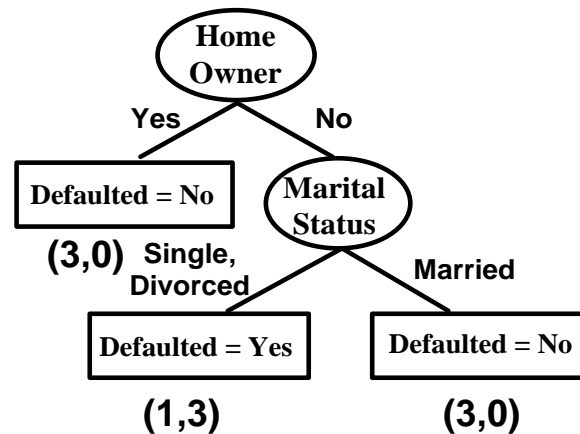 Home
Owner
Yes
No
Defaulted = No
Marital
Status
(3,0)
Single,
Divorced
Married
Defaulted = Yes
Defaulted = No
(1,3)
(3,0)